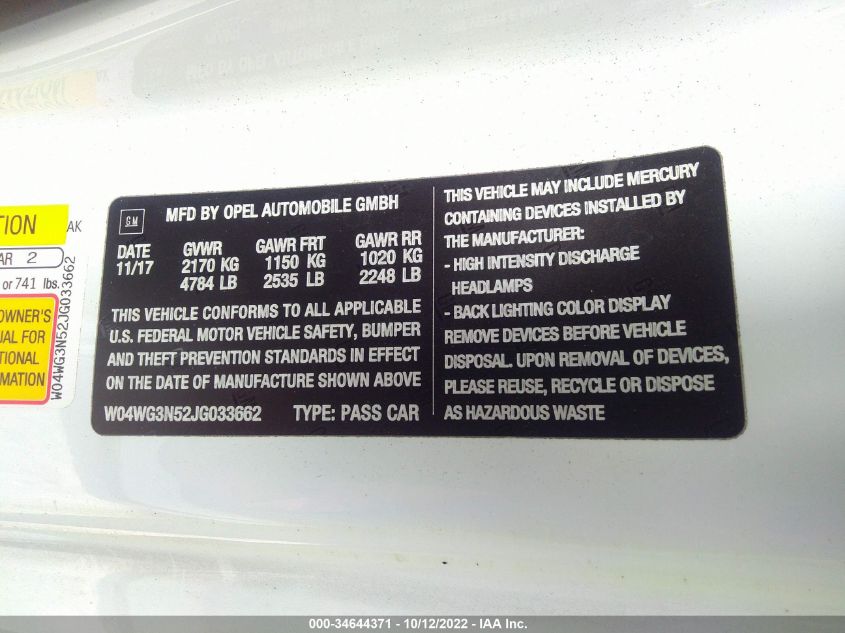 GM
MFD BY OPEL AUTOMOBILE GMBH
DATE GVWR GAWR FRT GAWR RR
11/17 2170 KG 1150 KG 1020 KG
4784 LB 2535 LB 2248 LB
THIS VEHICLE CONFORMS TO ALL APPLICABLE
U.S. FEDERAL MOTOR VEHICLE SAFETY, BUMPER
AND THEFT PREVENTION STANDARDS IN EFFECT
ON THE DATE OF MANUFACTURE SHOWN ABOVE
W04WG3N52JG033662 TYPE: PASS CAR
THIS VEHICLE MAY INCLUDE MERCURY
CONTAINING DEVICES INSTALLED BY
THE MANUFACTURER:
- HIGH INTENSITY DISCHARGE
HEADLAMPS
- BACK LIGHTING COLOR DISPLAY
REMOVE DEVICES BEFORE VEHICLE
DISPOSAL. UPON REMOVAL OF DEVICES,
PLEASE REUSE, RECYCLE OR DISPOSE
AS HAZARDOUS WASTE
TION
AK
AR 2
or 741 lbs.
OWNER'S
UAL FOR
TIONAL
RMATION
W04WG3N52JG033662
000-34644371 - 10/12/2022 - IAA Inc.